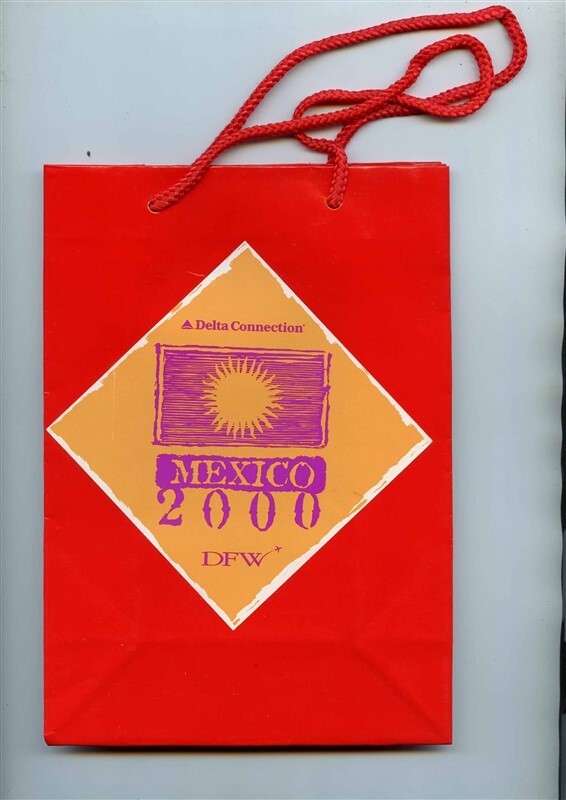 Delta Connection
MEXICO
2000
DFW